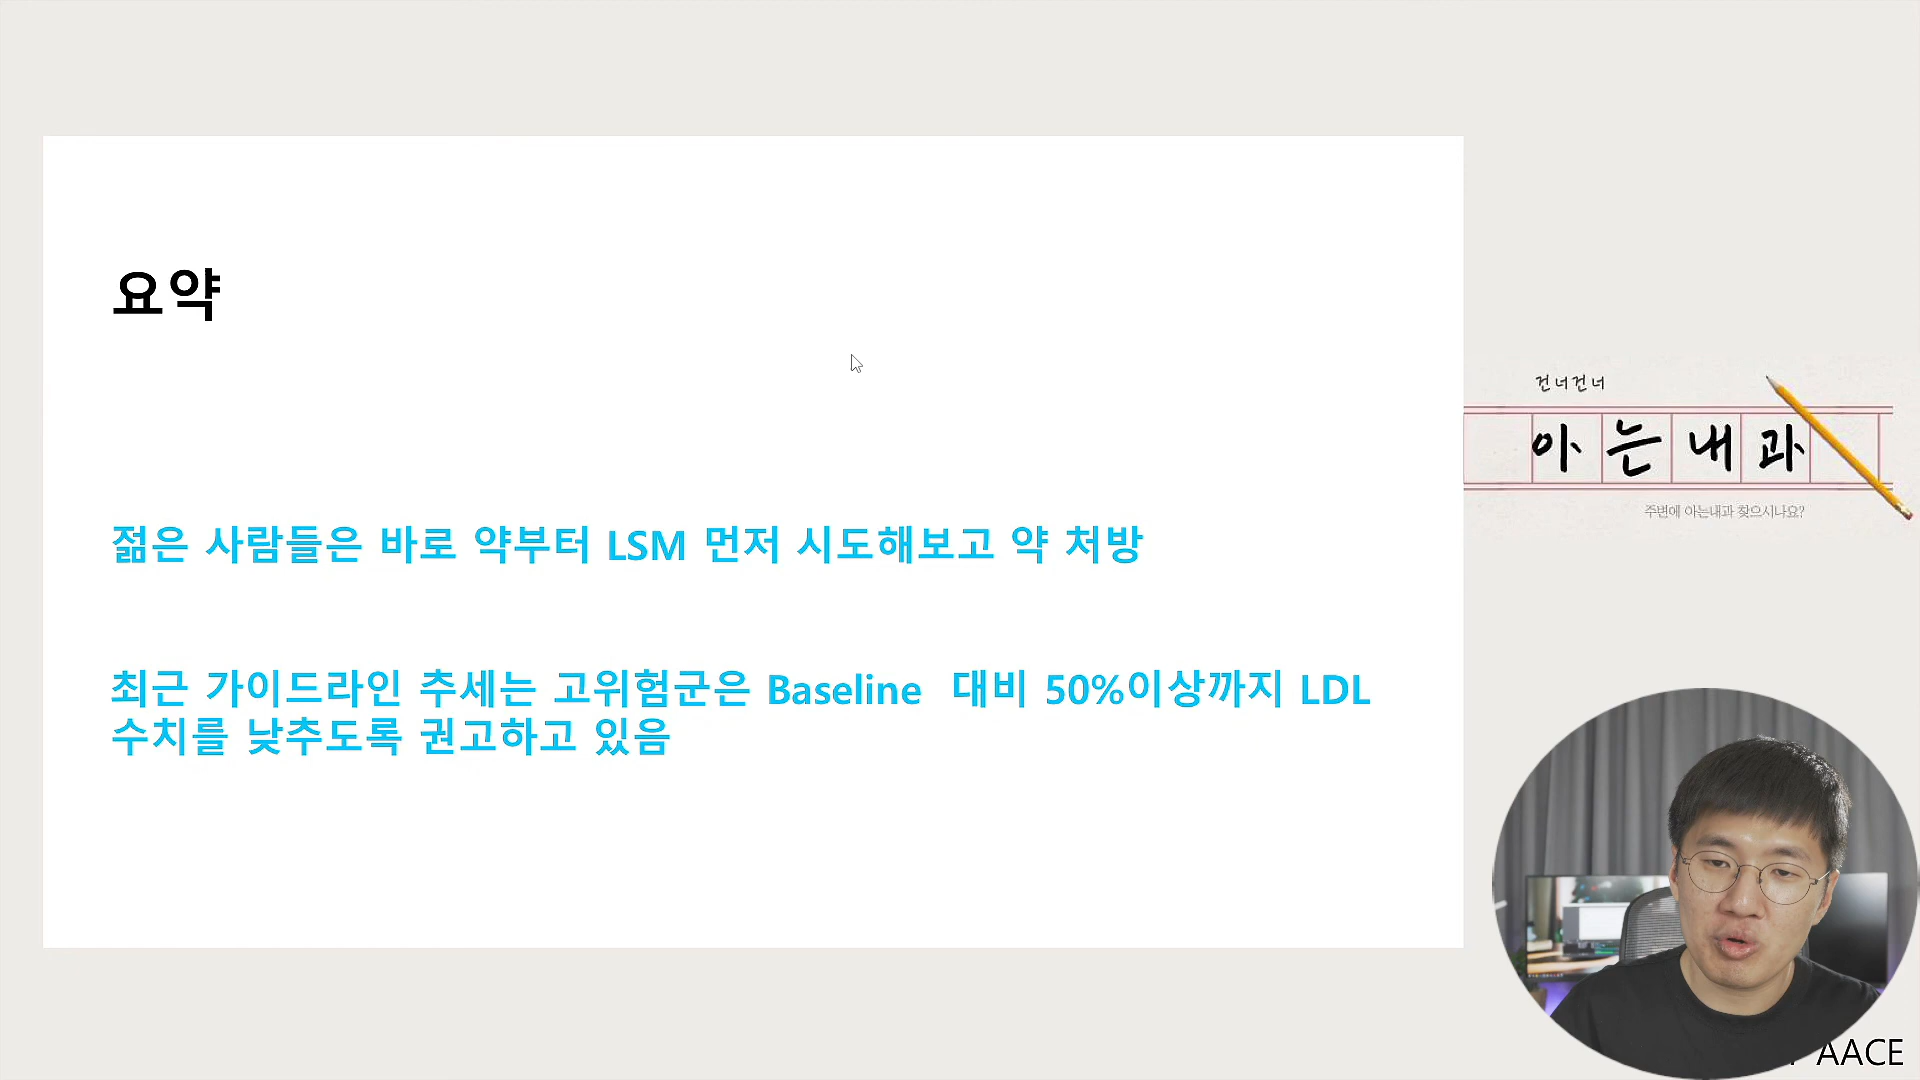 요약
젊은 사람들은 바로 약부터 LSM 먼저 시도해보고 약 처방
최근 가이드라인 추세는 고위험군은 Baseline 대비 50%이상까지 LDL
수치를 낮추도록 권고하고 있음
건너건너
아는내과
주변에 아는내과 찾으시나요?
AACE